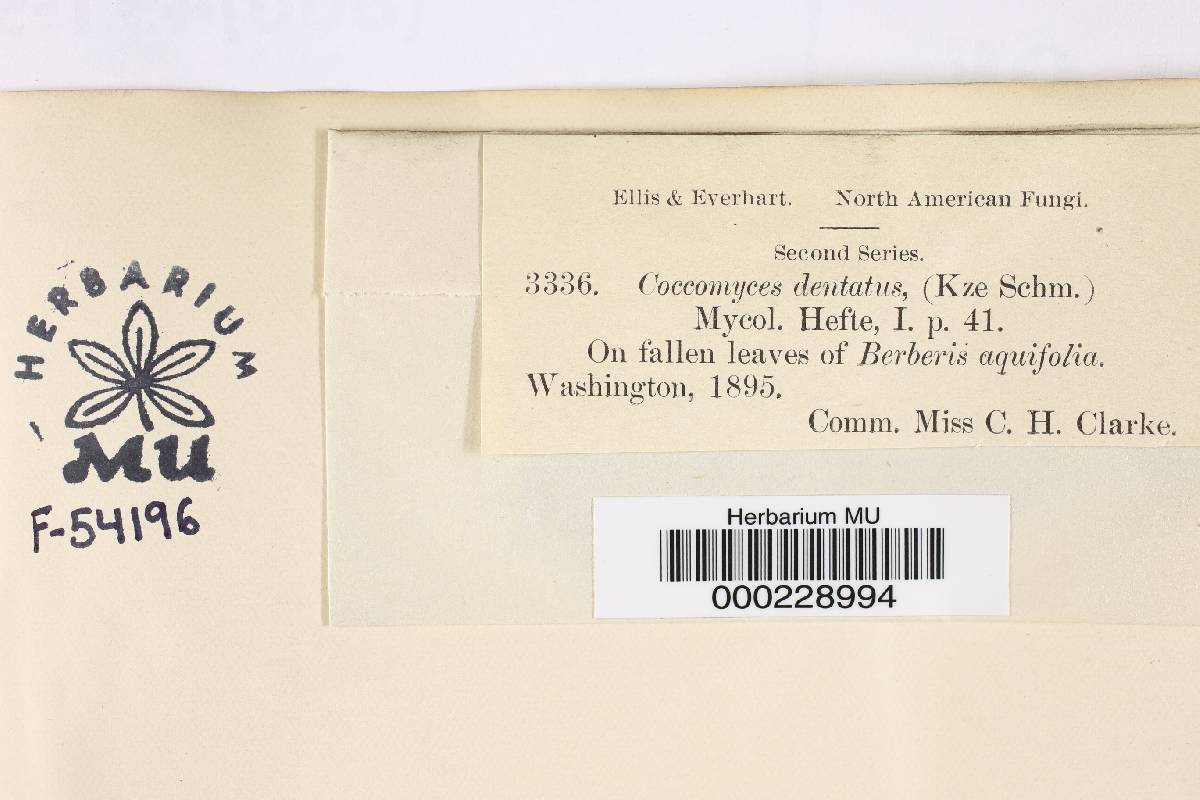 HERBARIUM
MU
F-54196
Ellis & Everhart. North American Fungi.
Second Series.
3336. Coccomyces dentatus, (Kze Schm.)
Mycol. Hefte, I. p. 41.
On fallen leaves of Berberis aquifolia.
Washington, 1895.
Comm. Miss C. H. Clarke.
Herbarium MU
000228994